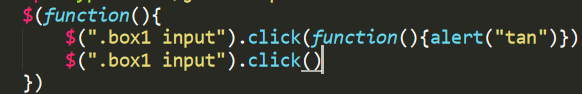 $(function(){
$(".box1 input").click(function(){alert("tan")})
$(".box1 input").click()
})